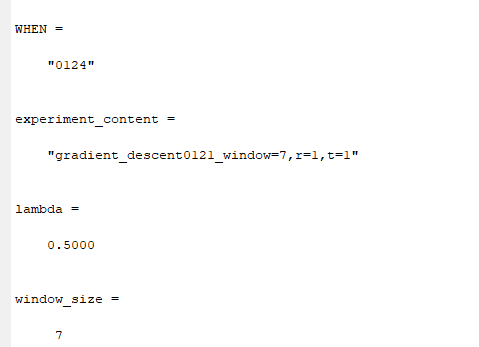 WHEN =
"0124"
experiment_content =
"gradient_descent0121_window=7,r=1,t=1"
lambda =
0.5000
window_size =
7